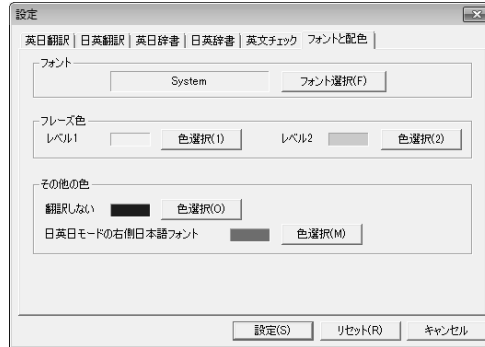 設定
英日翻訳 日英翻訳 英日辞書 日英辞書 英文チェック フォントと配色
フォント
System フォント選択(F)
フレーズ色
レベル1 色選択(1) レベル2 色選択(2)
その他の色
翻訳しない 色選択(O)
日英日モードの右側日本語フォント 色選択(M)
設定(S) リセット(R) キャンセル